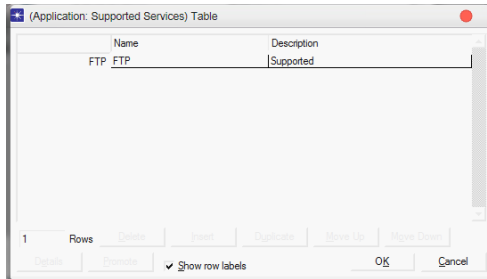 (Application: Supported Services) Table
Name Description
FTP FTP Supported
1 Rows Delete Insert Duplicate Move Up Move Down
Details Promote Show row labels OK Cancel